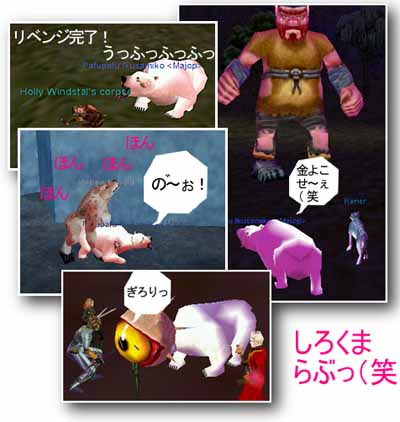 リベンジ完了！
うっふっふっふっ
Holly Windstal's corpse
ほん
ほん
ほん
ほん
の゛～ぉ！
金よこ
せ～ぇ
（笑
ぎろりっ
しろくま
らぶっ（笑